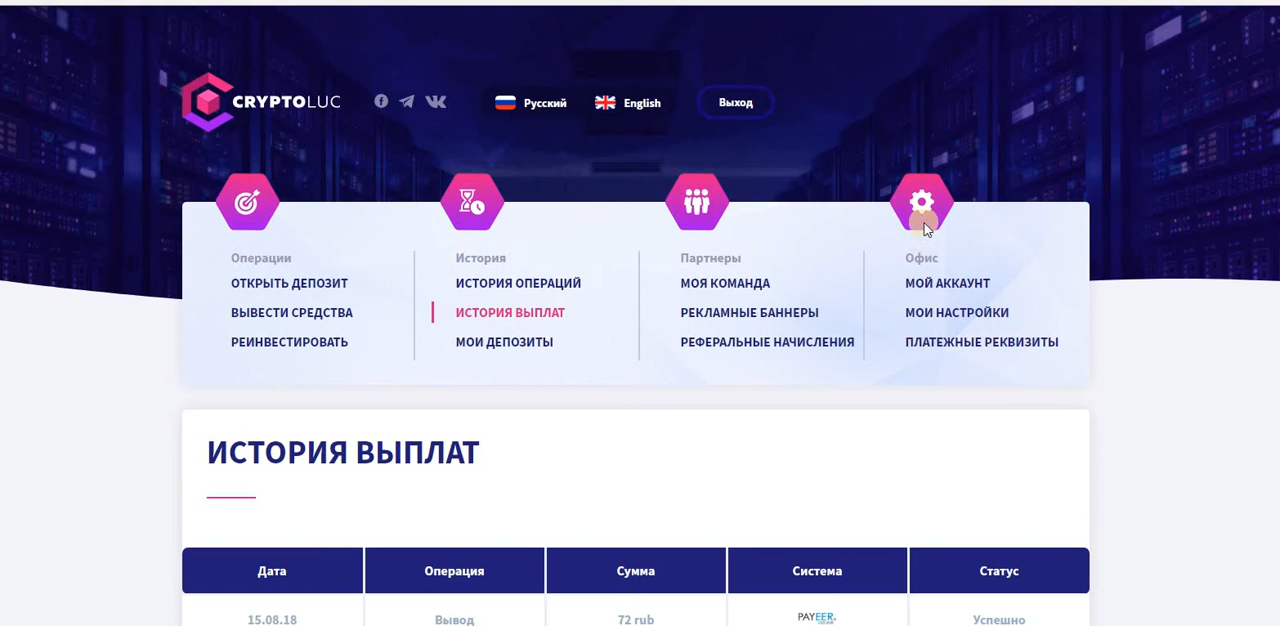 CRYPTOLUC
Русский English Выход
Операции История Партнеры Офис
ОТКРЫТЬ ДЕПОЗИТ ИСТОРИЯ ОПЕРАЦИЙ МОЯ КОМАНДА МОЙ АККАУНТ
ВЫВЕСТИ СРЕДСТВА ИСТОРИЯ ВЫПЛАТ РЕКЛАМНЫЕ БАННЕРЫ МОИ НАСТРОЙКИ
РЕИНВЕСТИРОВАТЬ МОИ ДЕПОЗИТЫ РЕФЕРАЛЬНЫЕ НАЧИСЛЕНИЯ ПЛАТЕЖНЫЕ РЕКВИЗИТЫ
ИСТОРИЯ ВЫПЛАТ
Дата Операция Сумма Система Статус
15.08.18 Вывод 72 rub PAYEER Успешно